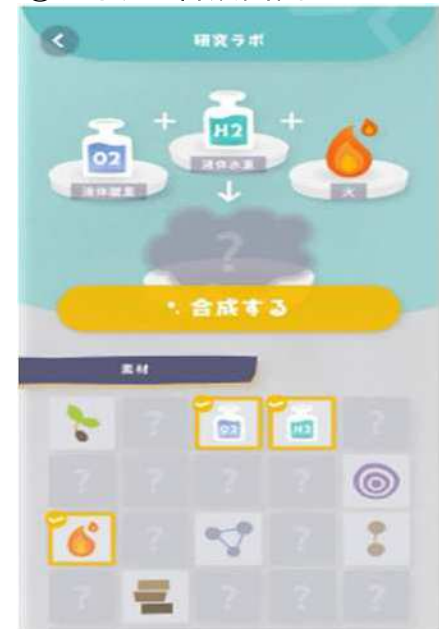 研究ラボ
+ +
H2
O2
液体水素
液体酸素
火
?
合成する
素材
? O2 H2 ?
? ? ? ?
? ?
? ? ? ?